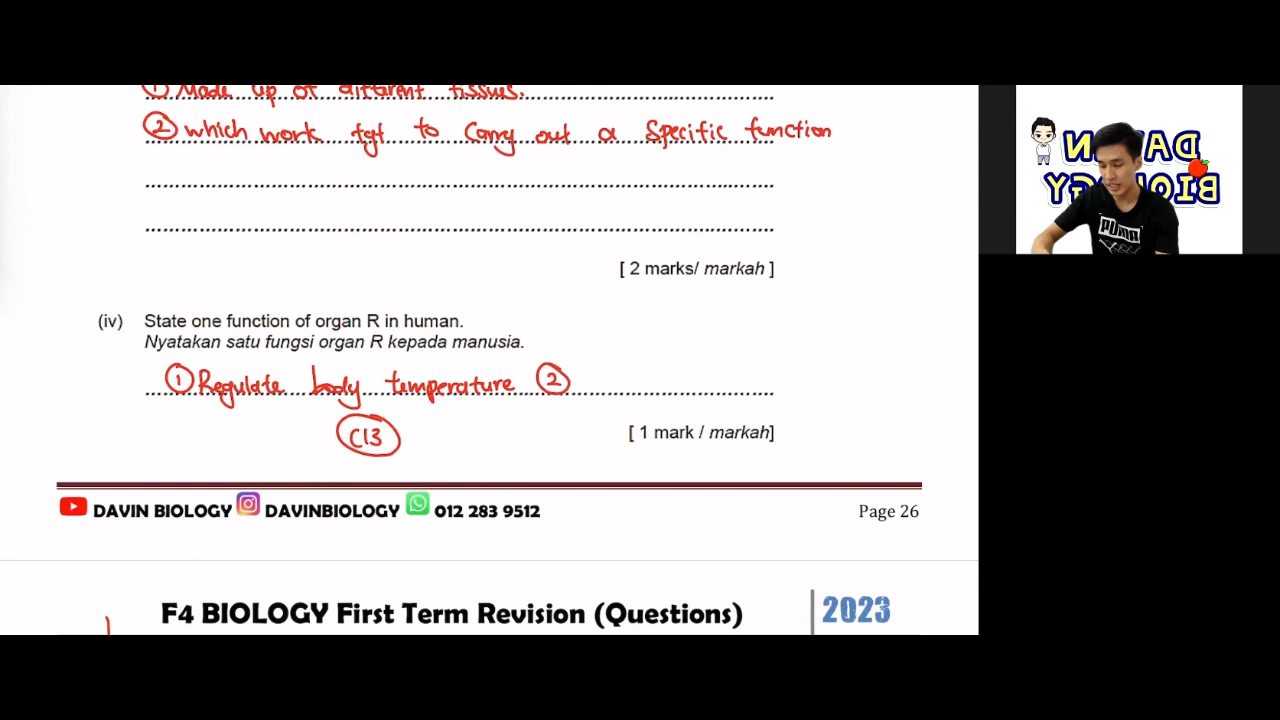 ① Made up of different tissues.
② which work tgt to carry out a specific function
[ 2 marks/ markah ]
(iv) State one function of organ R in human.
Nyatakan satu fungsi organ R kepada manusia.
① Regulate body temperature ②
C13
[ 1 mark / markah]
DAVIN BIOLOGY DAVINBIOLOGY 012 283 9512
Page 26
F4 BIOLOGY First Term Revision (Questions) 2023
BIOLOGY
PUMA